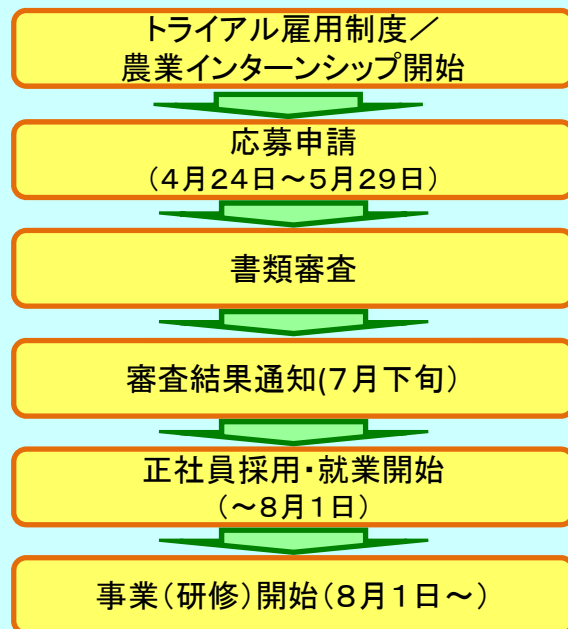 トライアル雇用制度／
農業インターンシップ開始
応募申請
（４月２４日～５月２９日）
書類審査
審査結果通知(７月下旬）
正社員採用・就業開始
（～８月１日）
事業（研修）開始（８月１日～）